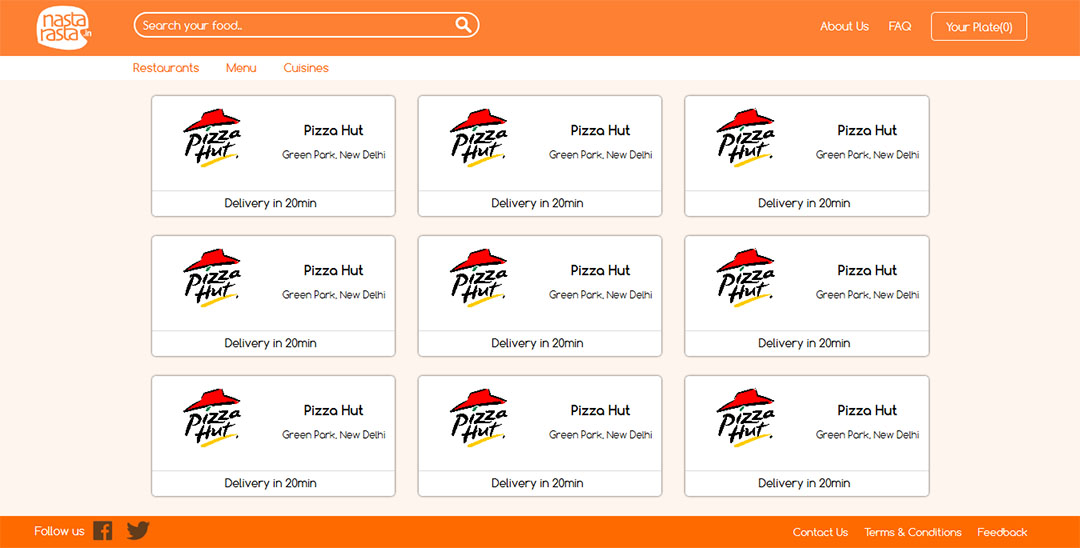 nasta
rasta.in
Search your food..
About Us FAQ Your Plate(0)
Restaurants Menu Cuisines
Pizza Hut
Pizza Hut
Green Park, New Delhi
Delivery in 20min
Pizza Hut
Pizza Hut
Green Park, New Delhi
Delivery in 20min
Pizza Hut
Pizza Hut
Green Park, New Delhi
Delivery in 20min
Pizza Hut
Pizza Hut
Green Park, New Delhi
Delivery in 20min
Pizza Hut
Pizza Hut
Green Park, New Delhi
Delivery in 20min
Pizza Hut
Pizza Hut
Green Park, New Delhi
Delivery in 20min
Pizza Hut
Pizza Hut
Green Park, New Delhi
Delivery in 20min
Pizza Hut
Pizza Hut
Green Park, New Delhi
Delivery in 20min
Pizza Hut
Pizza Hut
Green Park, New Delhi
Delivery in 20min
Follow us
Contact Us Terms & Conditions Feedback